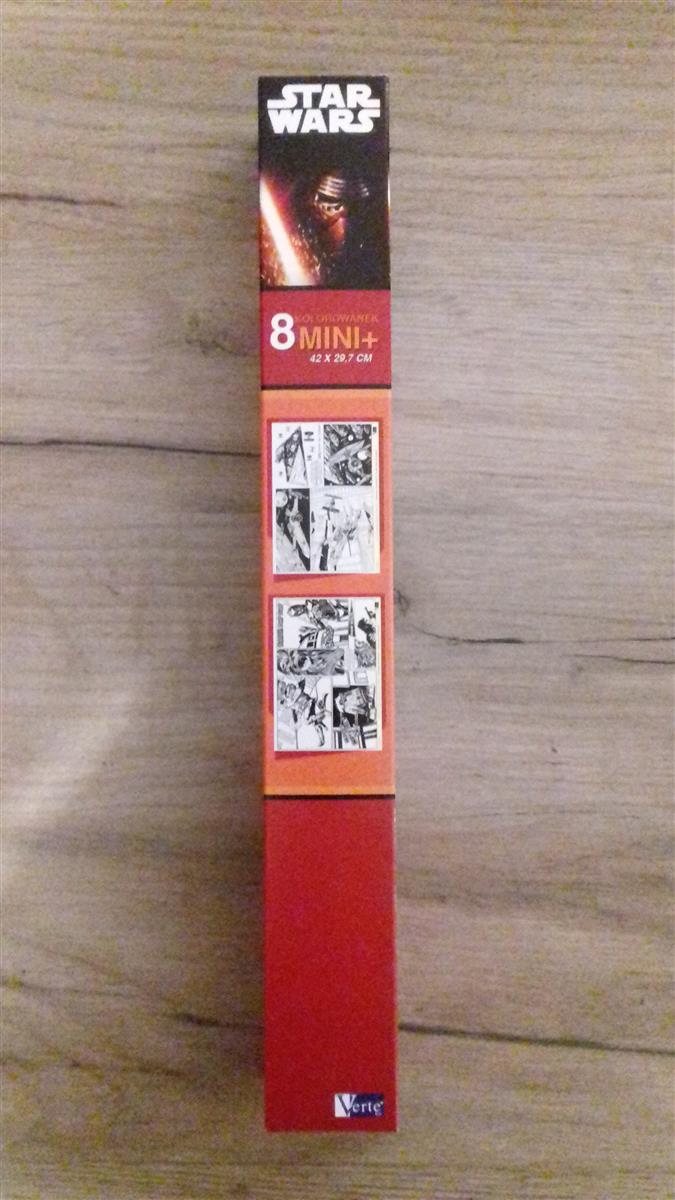 STAR
WARS
8 KOLOROWANEK
MINI+
42 X 29,7 CM
Verte